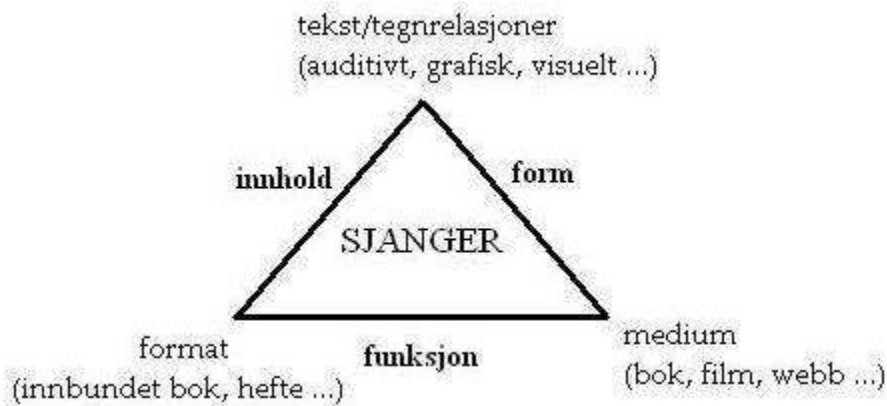 tekst/tegnrelasjoner
(auditivt, grafisk, visuelt ...)
innhold
form
SJANGER
format
(innbundet bok, hefte ...)
funksjon
medium
(bok, film, webb ...)